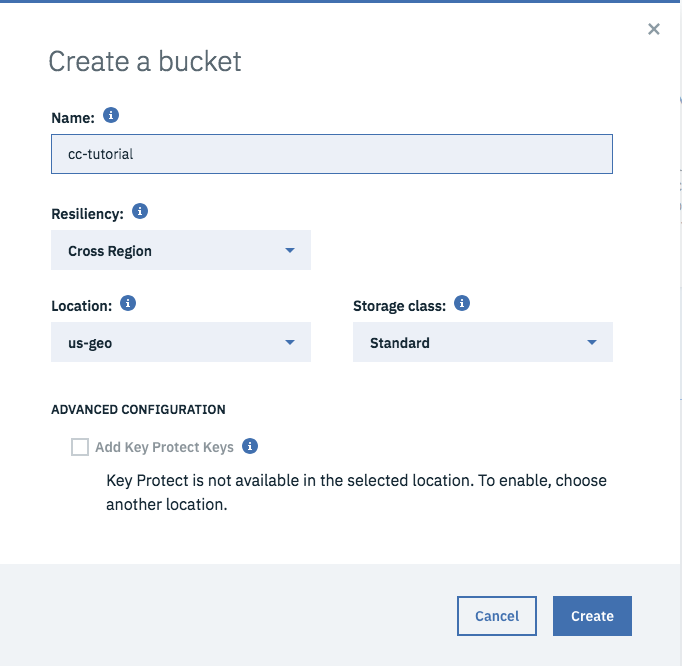 Create a bucket
Name:
cc-tutorial
Resiliency:
Cross Region
Location:
Storage class:
us-geo
Standard
ADVANCED CONFIGURATION
Add Key Protect Keys
Key Protect is not available in the selected location. To enable, choose
another location.
Cancel
Create